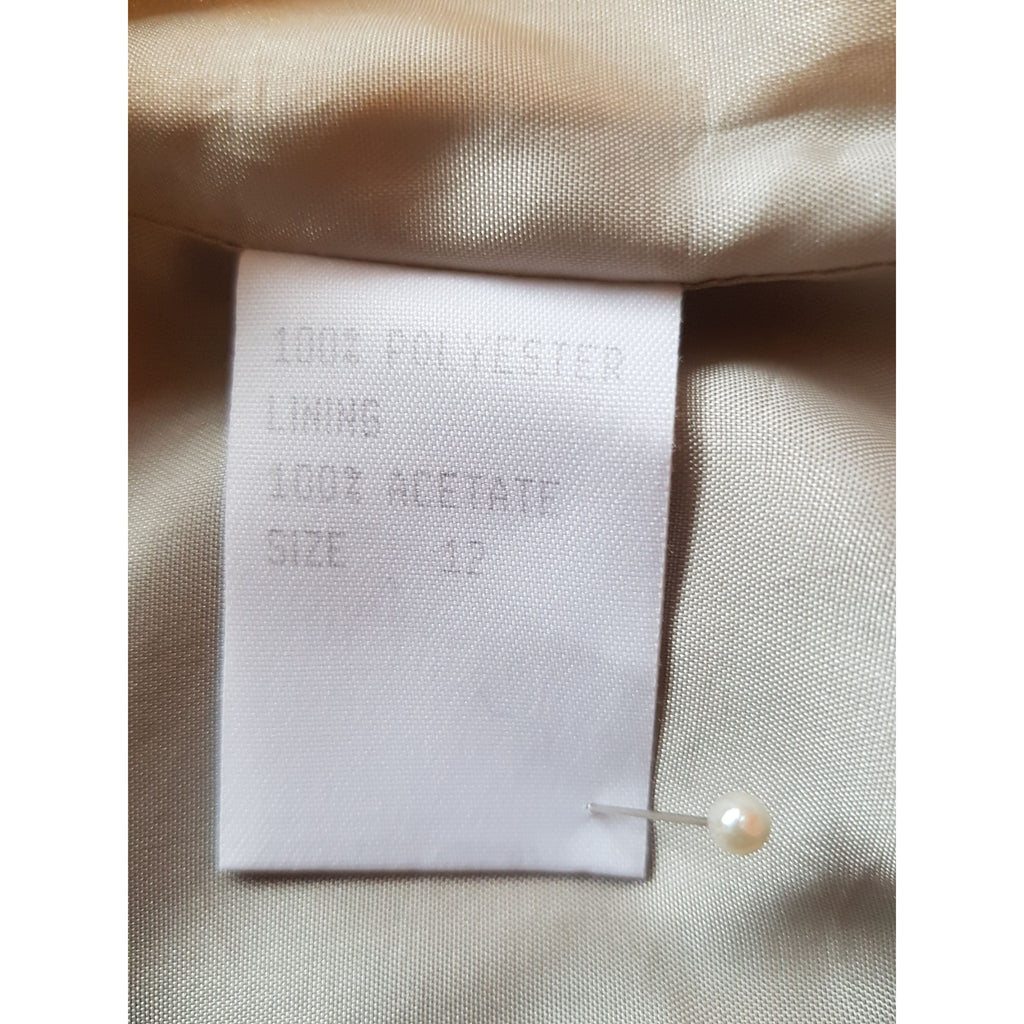 100% POLYESTER
LINING
100% ACETATE
SIZE 12